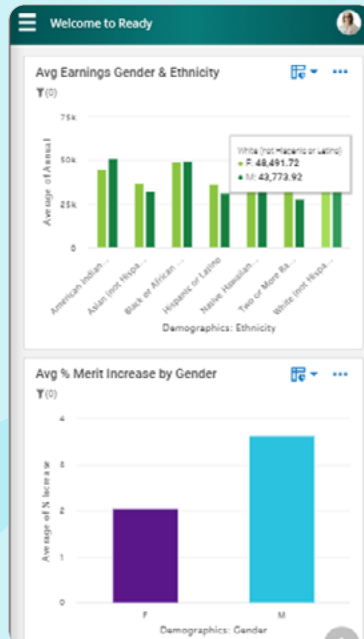 Welcome to Ready
Avg Earnings Gender & Ethnicity
(0)
75k
50k
25k
0
Average of Annual
White (not Hispanic or Latino)
F: 48,491.72
M: 43,773.92
American Indian...
Asian (not Hispa...
Black or African ...
Hispanic or Latino
Native Hawaiian...
Two or More Ra...
White (not Hispa...
Demographics: Ethnicity
Avg % Merit Increase by Gender
(0)
4
3
2
1
0
Average of % Increase
F
M
Demographics: Gender